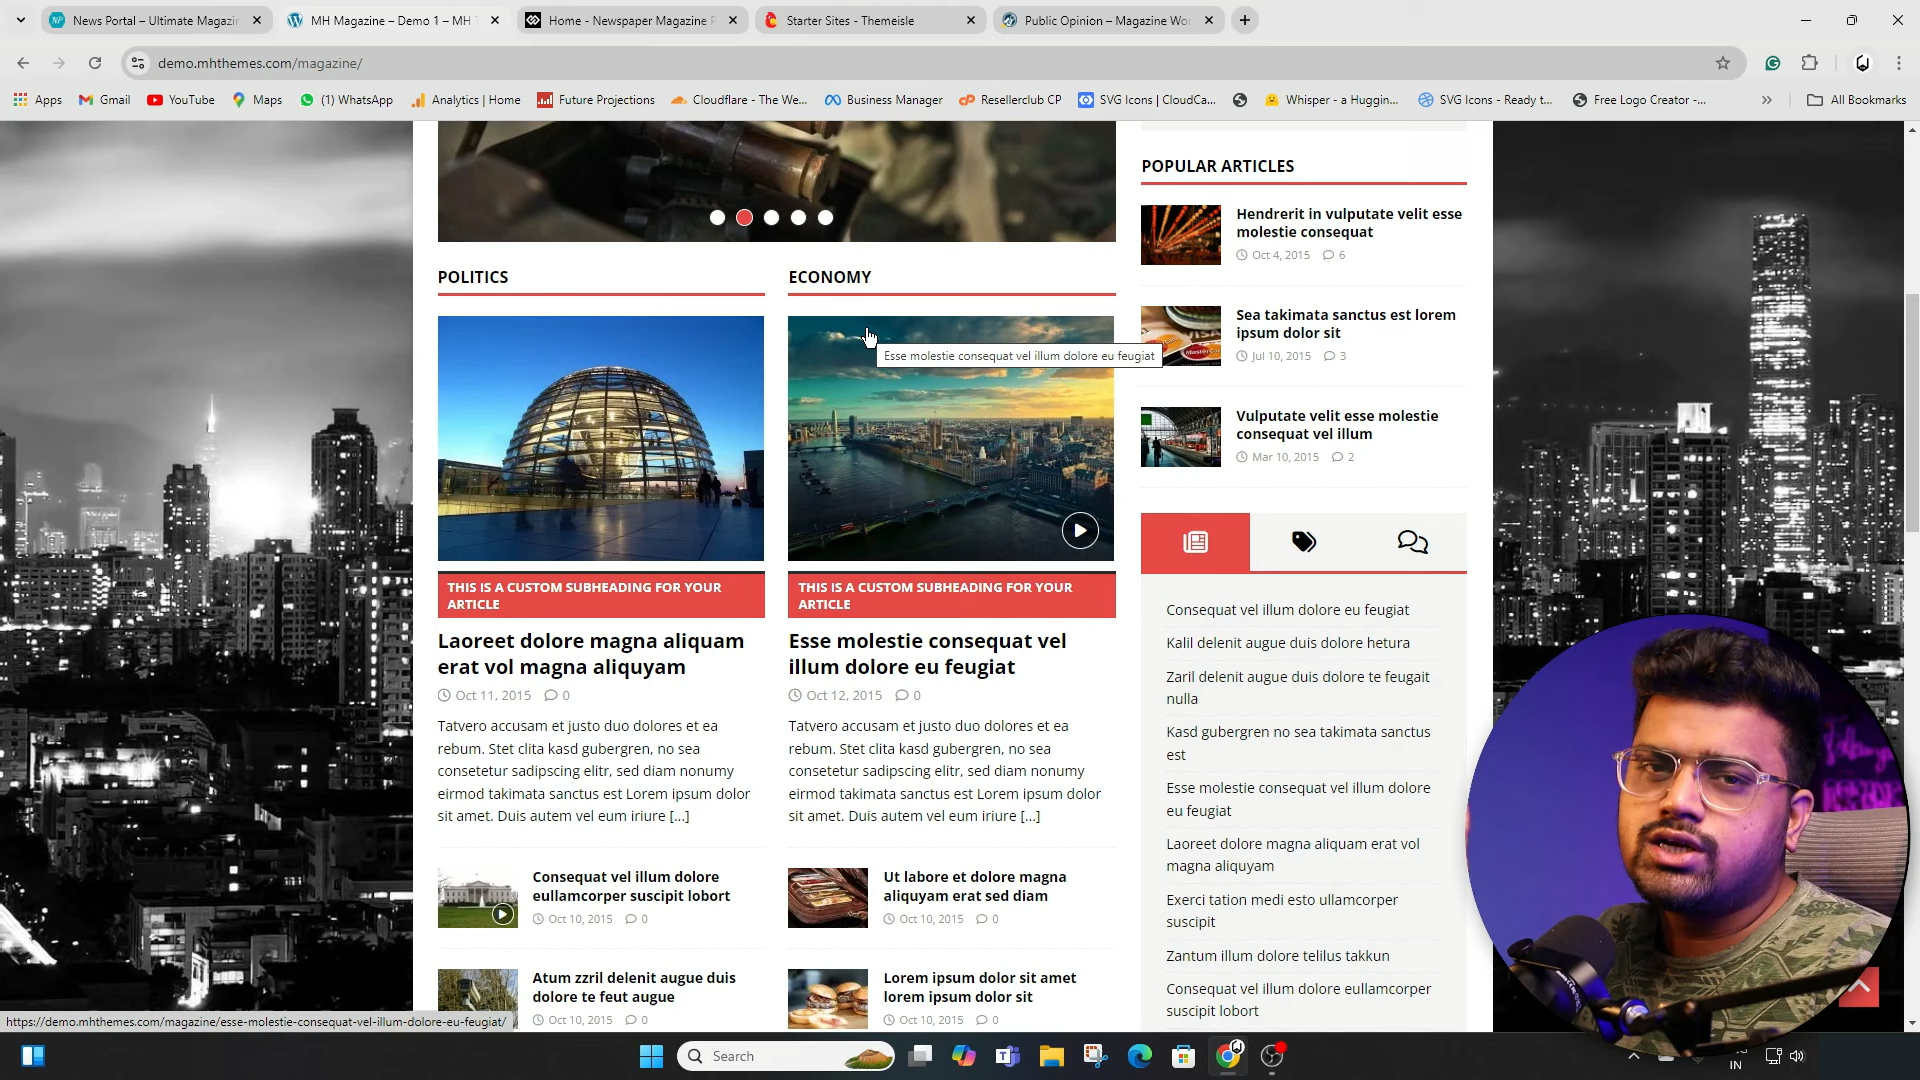 News Portal – Ultimate Magazin
MH Magazine – Demo 1 – MH T
Home - Newspaper Magazine P
Starter Sites - Themeisle
Public Opinion – Magazine Wor
demo.mhthemes.com/magazine/
Apps
Gmail
YouTube
Maps
(1) WhatsApp
Analytics | Home
Future Projections
Cloudflare - The We...
Business Manager
Resellerclub CP
SVG Icons | CloudCa...
Whisper - a Huggin...
SVG Icons - Ready t...
Free Logo Creator -...
All Bookmarks
POLITICS
THIS IS A CUSTOM SUBHEADING FOR YOUR
ARTICLE
Laoreet dolore magna aliquam
erat vol magna aliquyam
Oct 11, 2015 0
Tatvero accusam et justo duo dolores et ea
rebum. Stet clita kasd gubergren, no sea
consetetur sadipscing elitr, sed diam nonumy
eirmod takimata sanctus est Lorem ipsum dolor
sit amet. Duis autem vel eum iriure [...]
Consequat vel illum dolore
eullamcorper suscipit lobort
Oct 10, 2015 0
Atum zzril delenit augue duis
dolore te feut augue
Oct 10, 2015 0
ECONOMY
Esse molestie consequat vel illum dolore eu feugiat
THIS IS A CUSTOM SUBHEADING FOR YOUR
ARTICLE
Esse molestie consequat vel
illum dolore eu feugiat
Oct 12, 2015 0
Tatvero accusam et justo duo dolores et ea
rebum. Stet clita kasd gubergren, no sea
consetetur sadipscing elitr, sed diam nonumy
eirmod takimata sanctus est Lorem ipsum dolor
sit amet. Duis autem vel eum iriure [...]
Ut labore et dolore magna
aliquyam erat sed diam
Oct 10, 2015 0
Lorem ipsum dolor sit amet
lorem ipsum dolor sit
Oct 10, 2015 0
POPULAR ARTICLES
Hendrerit in vulputate velit esse
molestie consequat
Oct 4, 2015 6
Sea takimata sanctus est lorem
ipsum dolor sit
Jul 10, 2015 3
Vulputate velit esse molestie
consequat vel illum
Mar 10, 2015 2
Consequat vel illum dolore eu feugiat
Kalil delenit augue duis dolore hetura
Zaril delenit augue duis dolore te feugait
nulla
Kasd gubergren no sea takimata sanctus
est
Esse molestie consequat vel illum dolore
eu feugiat
Laoreet dolore magna aliquam erat vol
magna aliquyam
Exerci tation medi esto ullamcorper
suscipit
Zantum illum dolore telilus takkun
Consequat vel illum dolore eullamcorper
suscipit lobort
https://demo.mhthemes.com/magazine/esse-molestie-consequat-vel-illum-dolore-eu-feugiat/
Search
IN